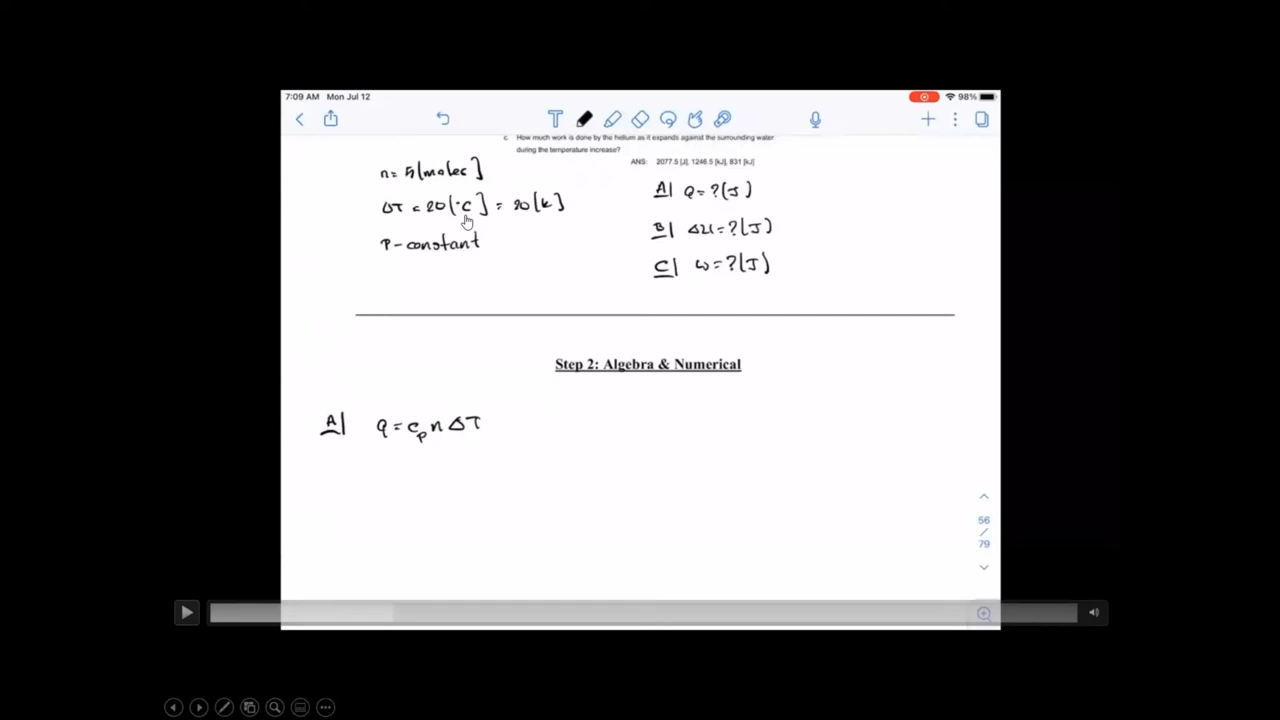 7:09 AM Mon Jul 12
98%
c. How much work is done by the helium as it expands against the surrounding water
during the temperature increase?
ANS: 2077.5 [J], 1246.5 [kJ], 831 [kJ]
n = 5 [moles]
ΔT = 20 [°C] = 20 [K]
P - constant
A| Q = ? [J]
B| ΔU = ? [J]
C| W = ? [J]
Step 2: Algebra & Numerical
A| Q = Cp n ΔT
56
/
79